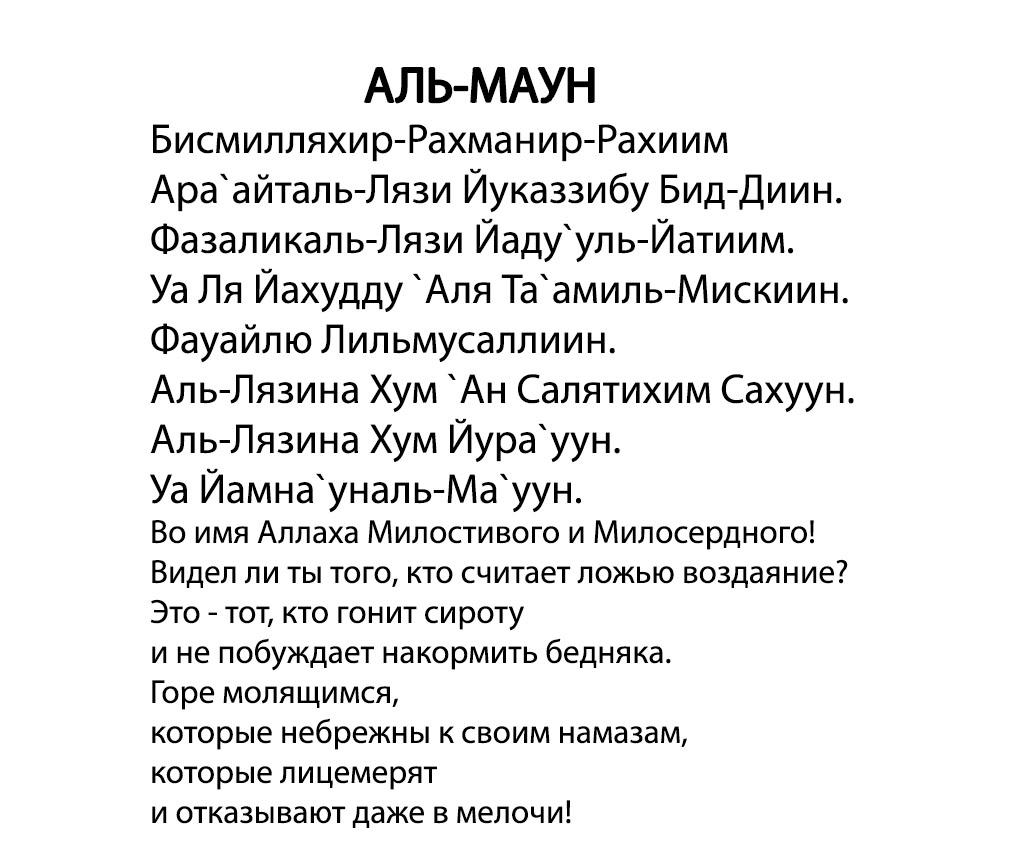 АЛЬ-МАУН
Бисмилляхир-Рахманир-Рахиим
Ара`айталь-Лязи Йуказзибу Бид-Диин.
Фазаликаль-Лязи Йаду`уль-Йатиим.
Уа Ля Йахудду `Аля Та`амиль-Мискиин.
Фауайлю Лильмусаллиин.
Аль-Лязина Хум `Ан Салятихим Сахуун.
Аль-Лязина Хум Йура`уун.
Уа Йамна`уналь-Ма`уун.
Во имя Аллаха Милостивого и Милосердного!
Видел ли ты того, кто считает ложью воздаяние?
Это - тот, кто гонит сироту
и не побуждает накормить бедняка.
Горе молящимся,
которые небрежны к своим намазам,
которые лицемерят
и отказывают даже в мелочи!